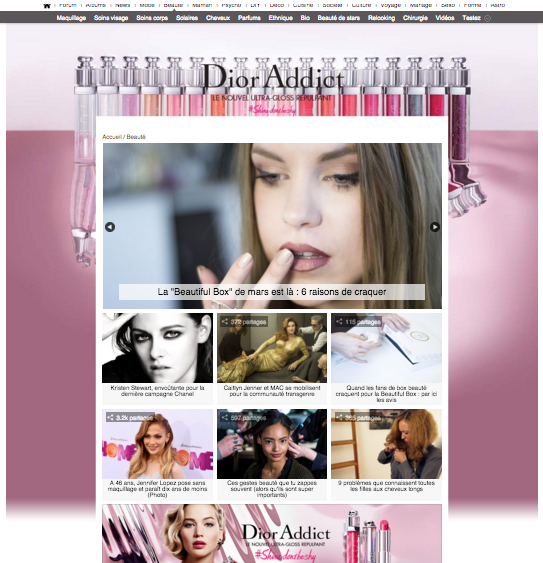 Forum Albums News Mode Beauté Maman Psycho DIY Déco Cuisine Société Culture Voyage Mariage Sexo Forme Astro
Maquillage Soins visage Soins corps Solaires Cheveux Parfums Ethnique Bio Beauté de stars Relooking Chirurgie Vidéos Testez
Dior Addict
LE NOUVEL ULTRA-GLOSS REPULPANT
#Shinedontbeshy
Accueil / Beauté
La "Beautiful Box" de mars est là : 6 raisons de craquer
372 partages
115 partages
Kristen Stewart, envoûtante pour la
dernière campagne Chanel
Caitlyn Jenner et MAC se mobilisent
pour la communauté transgenre
Quand les fans de box beauté
craquent pour la Beautiful Box : par ici
les avis
3.2k partages
597 partages
365 partages
A 46 ans, Jennifer Lopez pose sans
maquillage et paraît dix ans de moins
(Photo)
Ces gestes beauté que tu zappes
souvent (alors qu'ils sont super
importants)
9 problèmes que connaissent toutes
les filles aux cheveux longs
Dior Addict
LE NOUVEL ULTRA-GLOSS REPULPANT
#Shinedontbeshy